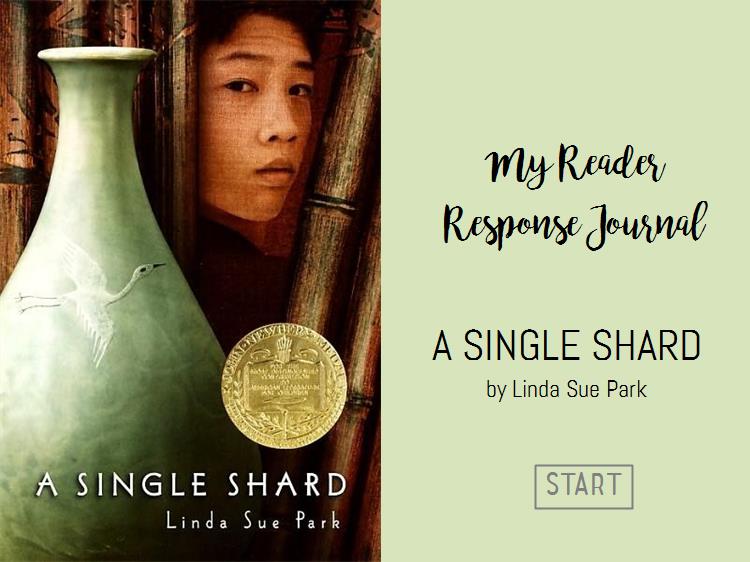 A SINGLE SHARD
Linda Sue Park
My Reader
Response Journal
A SINGLE SHARD
by Linda Sue Park
START